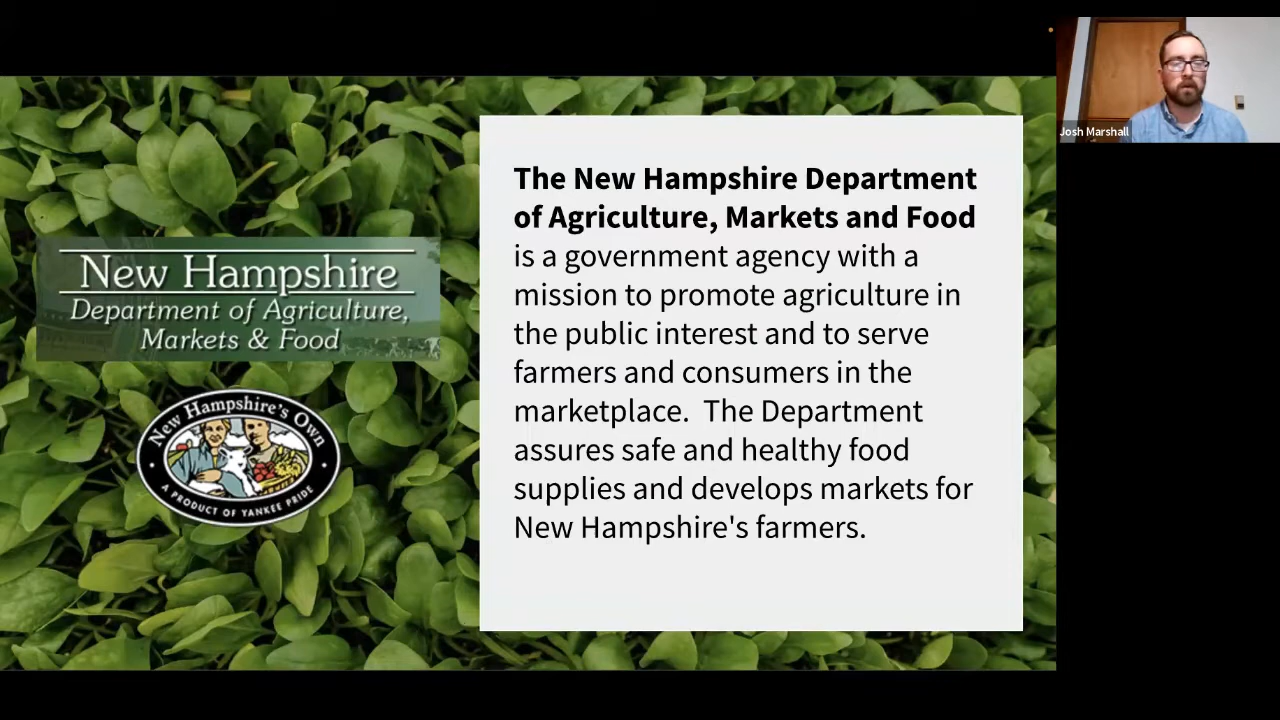 Josh Marshall
The New Hampshire Department
of Agriculture, Markets and Food
is a government agency with a
mission to promote agriculture in
the public interest and to serve
farmers and consumers in the
marketplace.  The Department
assures safe and healthy food
supplies and develops markets for
New Hampshire's farmers.
New Hampshire
Department of Agriculture,
Markets & Food
New Hampshire's Own
A PRODUCT OF YANKEE PRIDE